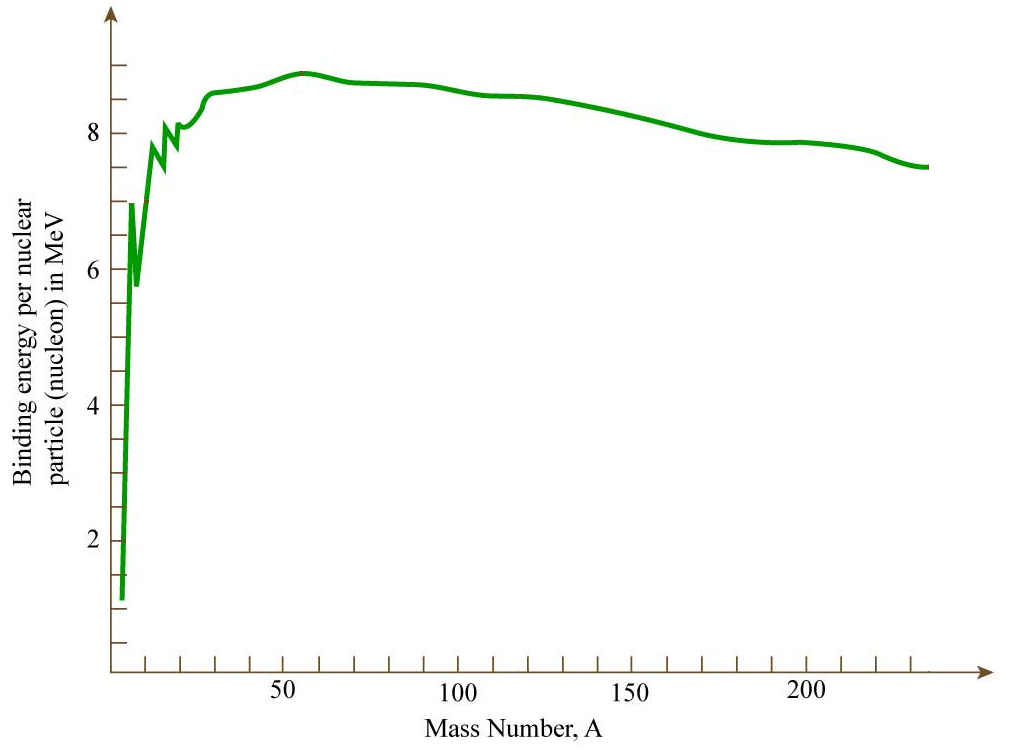 Binding energy per nuclear
particle (nucleon) in MeV
8
6
4
2
50
100
150
200
Mass Number, A